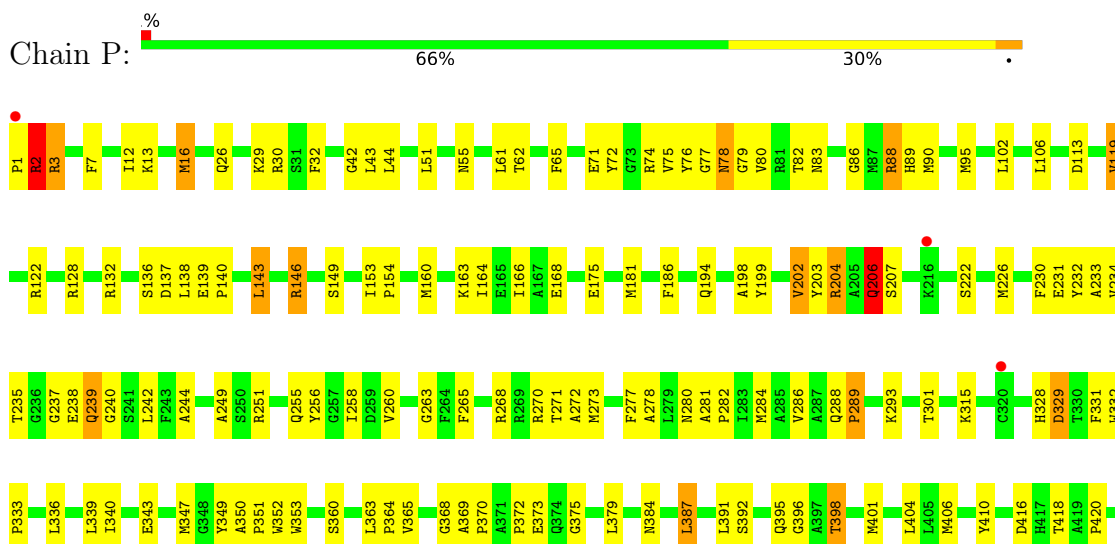 .%
Chain P:
66% 30% •
P1 R2 R3 F7 I12 K13 M16 Q26 K29 R30 S31 F32 G42 L43 L44 L51 N55 L61 T62 F65 E71 Y72 G73 R74 V75 Y76 G77 N78 G79 V80 R81 T82 N83 G86 M87 R88 H89 M90 M95 L102 L106 D113 V119
R122 R128 R132 S136 D137 L138 E139 P140 L143 R146 S149 I153 P154 M160 K163 I164 E165 I166 A167 E168 E175 M181 F186 Q194 A198 Y199 V202 Y203 R204 A205 Q206 S207 K216 S222 M226 F230 E231 Y232 A233 V234
T235 G236 G237 E238 Q239 G240 S241 L242 F243 A244 A249 S250 R251 Q255 Y256 G257 I258 D259 V260 G263 F264 F265 R268 R269 R270 T271 A272 M273 F277 A278 L279 N280 A281 P282 I283 M284 A285 V286 A287 Q288 P289 K293 T301 K315 C320 H328 D329 T330 F331 H332
P333 L336 L339 I340 E343 M347 G348 Y349 A350 P351 W352 W353 S360 L363 P364 V365 G368 A369 P370 A371 P372 E373 Q374 G375 L379 N384 L387 L391 S392 Q395 G396 A397 T398 M401 L404 L405 M406 Y410 D416 H417 T418 A419 P420